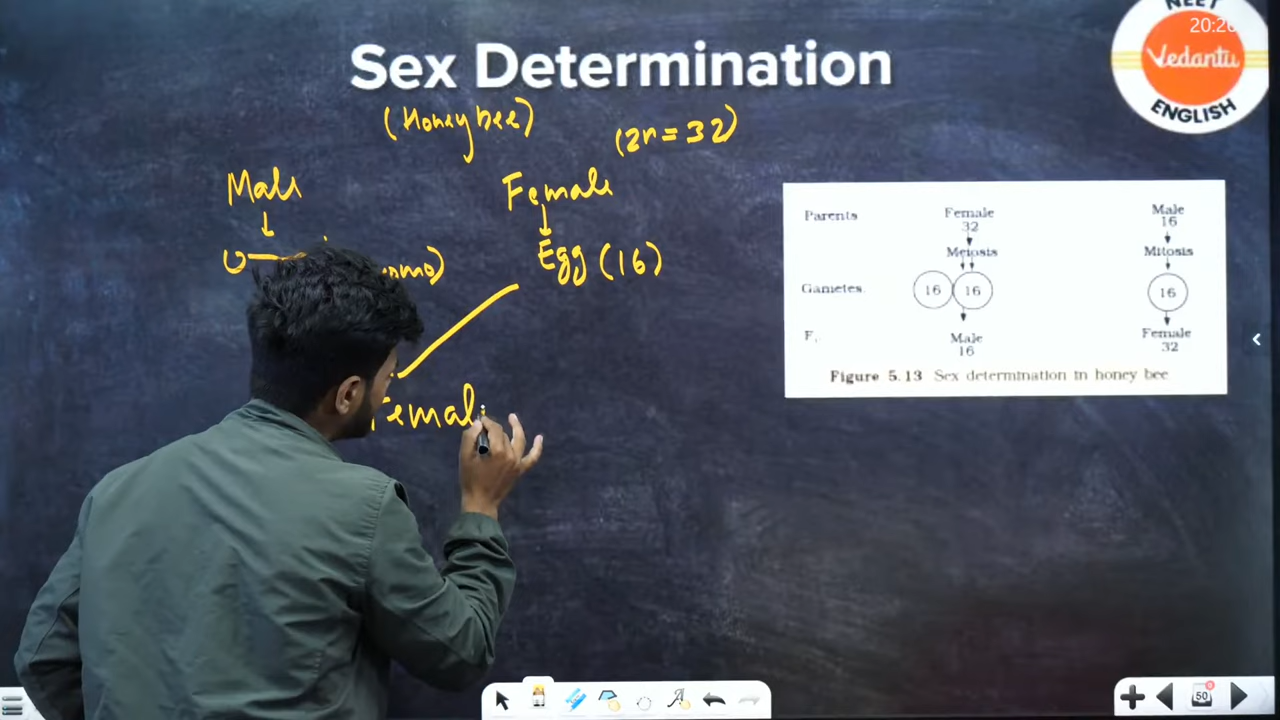 NEET
20:20
Vedantu
ENGLISH
Sex Determination
(Honeybee)
(2n = 32)
Male
Female
Egg (16)
Female
Parents
Female
32
Male
16
Meiosis
Mitosis
Gametes
16
16
16
F1
Male
16
Female
32
Figure 5.13 Sex determination in honey bee
50